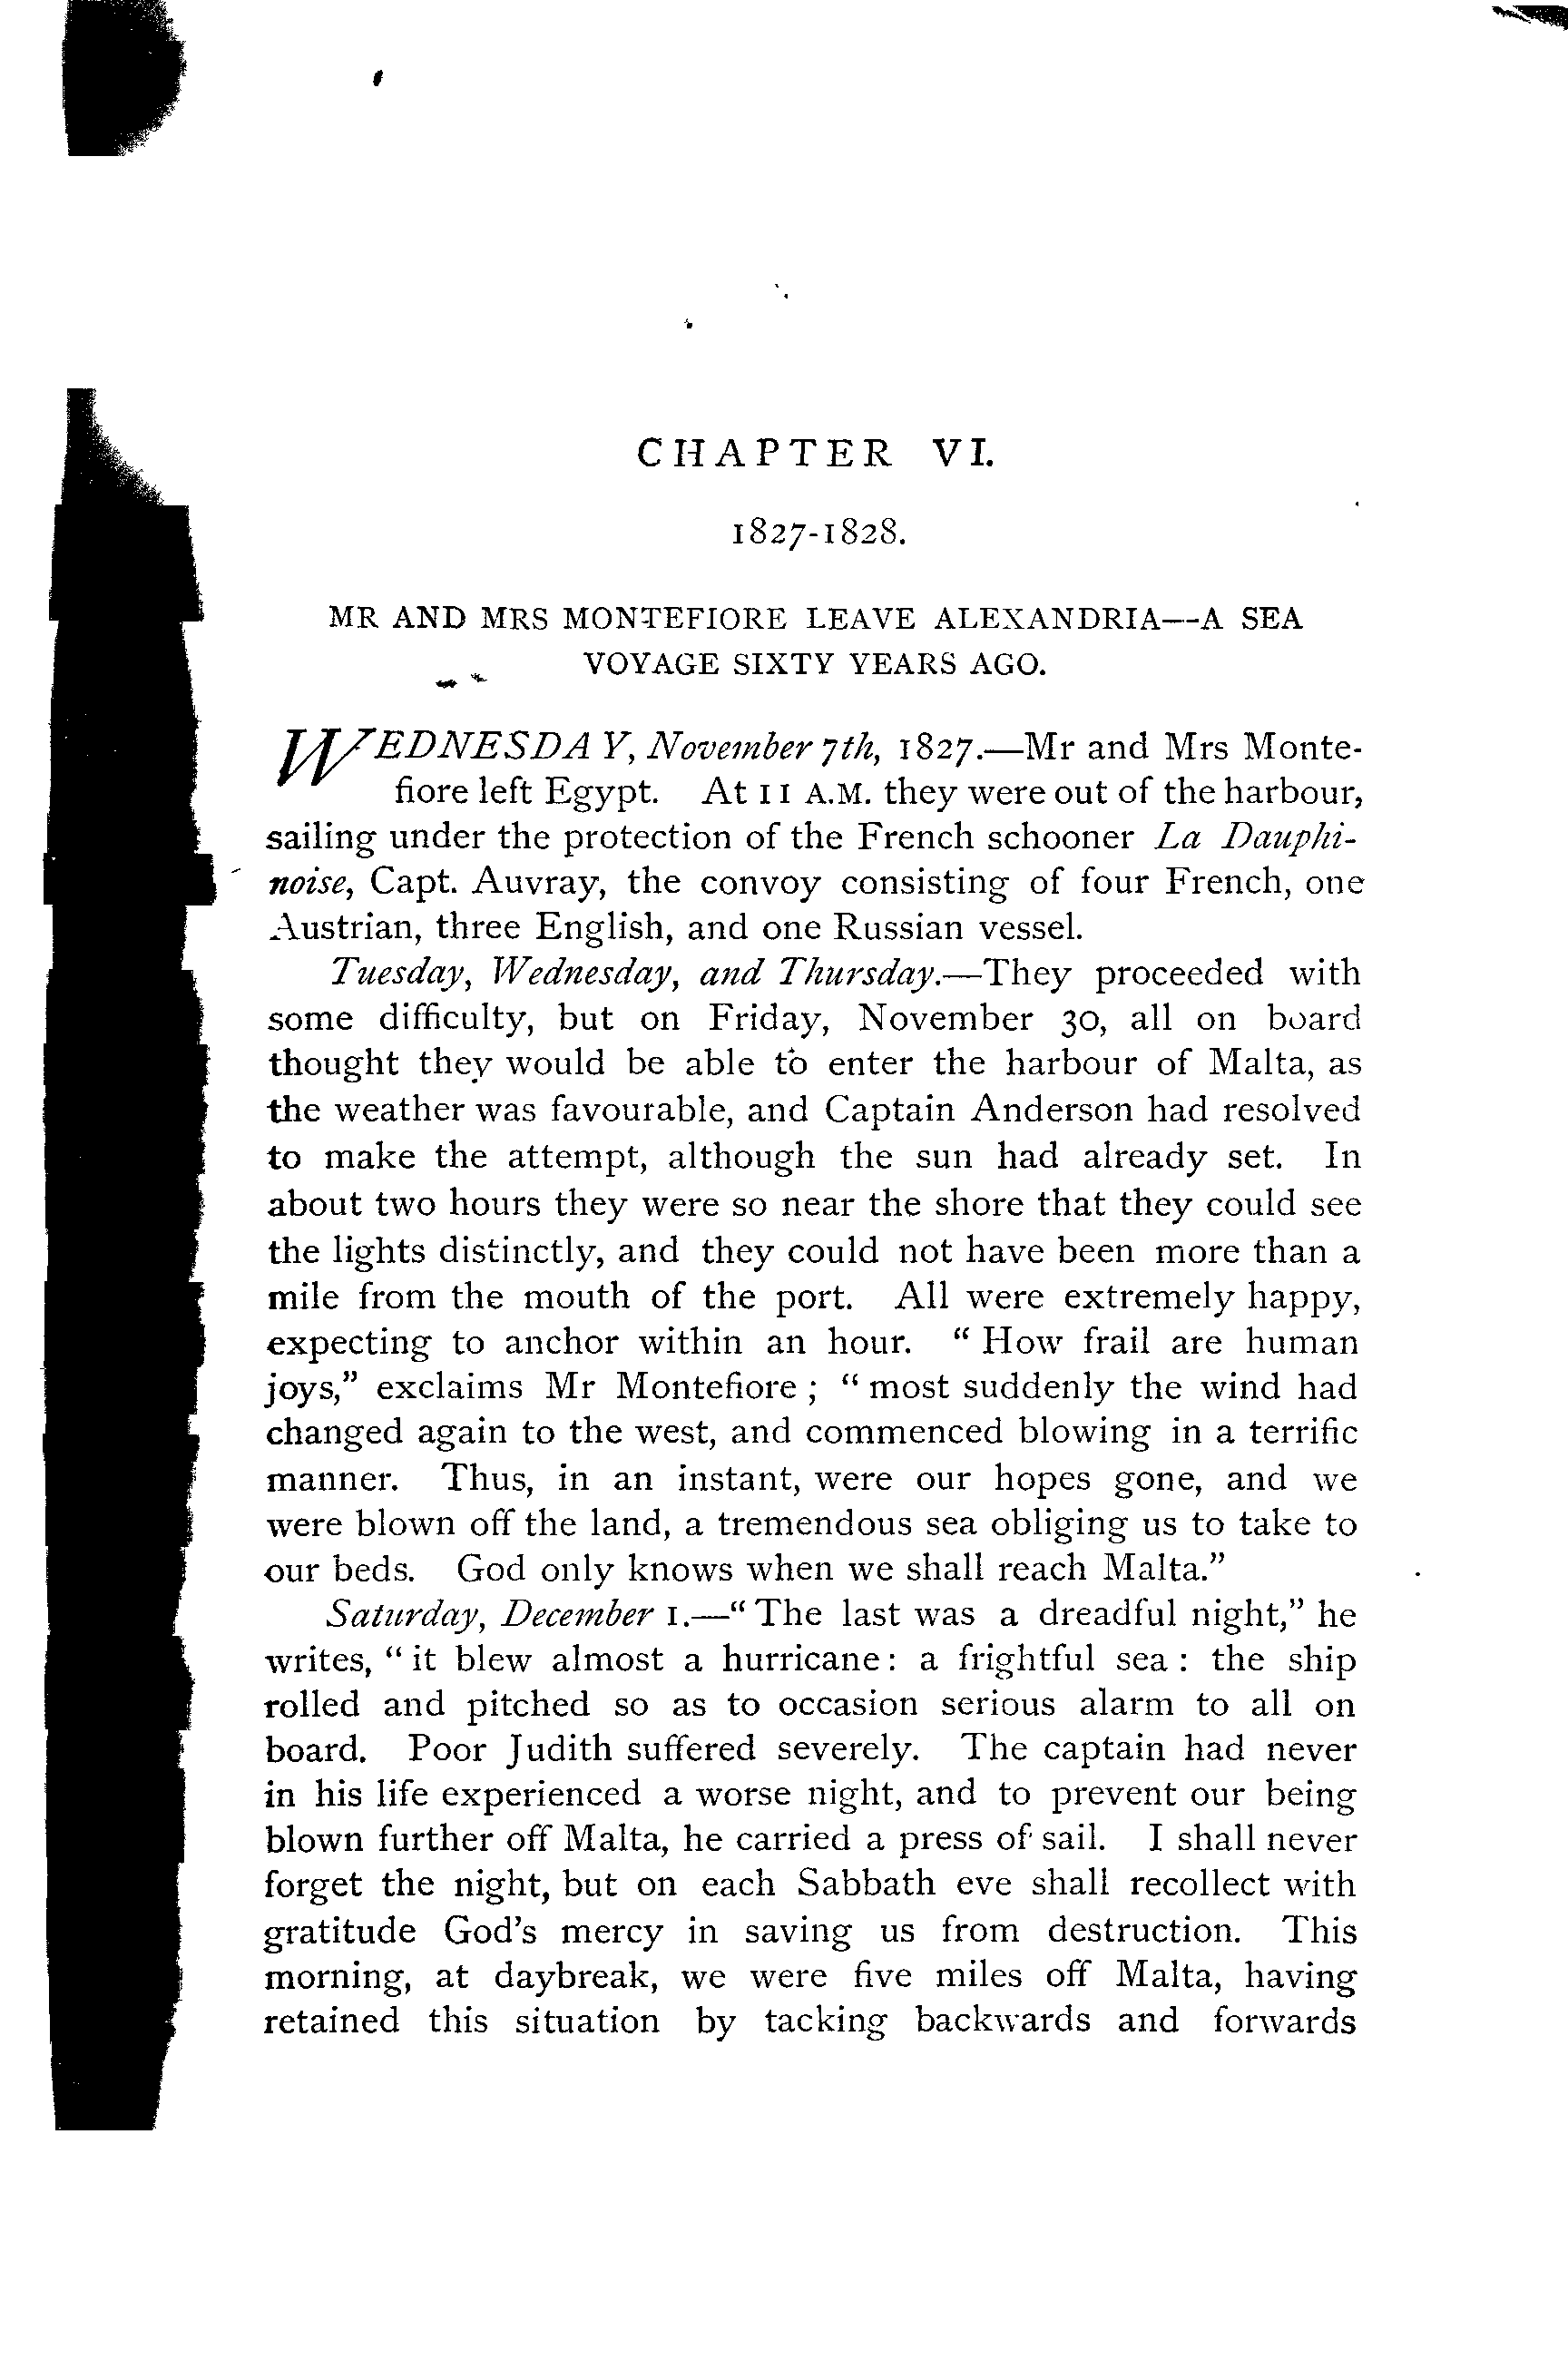 CHAPTER VI.
1827-1828.
MR AND MRS MONTEFIORE LEAVE ALEXANDRIA—A SEA
VOYAGE SIXTY YEARS AGO.
WEDNESDAY, November 7th, 1827.—Mr and Mrs Monte-
fiore left Egypt. At 11 A.M. they were out of the harbour,
sailing under the protection of the French schooner La Dauphi-
noise, Capt. Auvray, the convoy consisting of four French, one
Austrian, three English, and one Russian vessel.
Tuesday, Wednesday, and Thursday.—They proceeded with
some difficulty, but on Friday, November 30, all on board
thought they would be able to enter the harbour of Malta, as
the weather was favourable, and Captain Anderson had resolved
to make the attempt, although the sun had already set. In
about two hours they were so near the shore that they could see
the lights distinctly, and they could not have been more than a
mile from the mouth of the port. All were extremely happy,
expecting to anchor within an hour. “How frail are human
joys,” exclaims Mr Montefiore; “most suddenly the wind had
changed again to the west, and commenced blowing in a terrific
manner. Thus, in an instant, were our hopes gone, and we
were blown off the land, a tremendous sea obliging us to take to
our beds. God only knows when we shall reach Malta.”
Saturday, December 1.—“The last was a dreadful night,” he
writes, “it blew almost a hurricane: a frightful sea: the ship
rolled and pitched so as to occasion serious alarm to all on
board. Poor Judith suffered severely. The captain had never
in his life experienced a worse night, and to prevent our being
blown further off Malta, he carried a press of sail. I shall never
forget the night, but on each Sabbath eve shall recollect with
gratitude God’s mercy in saving us from destruction. This
morning, at daybreak, we were five miles off Malta, having
retained this situation by tacking backwards and forwards